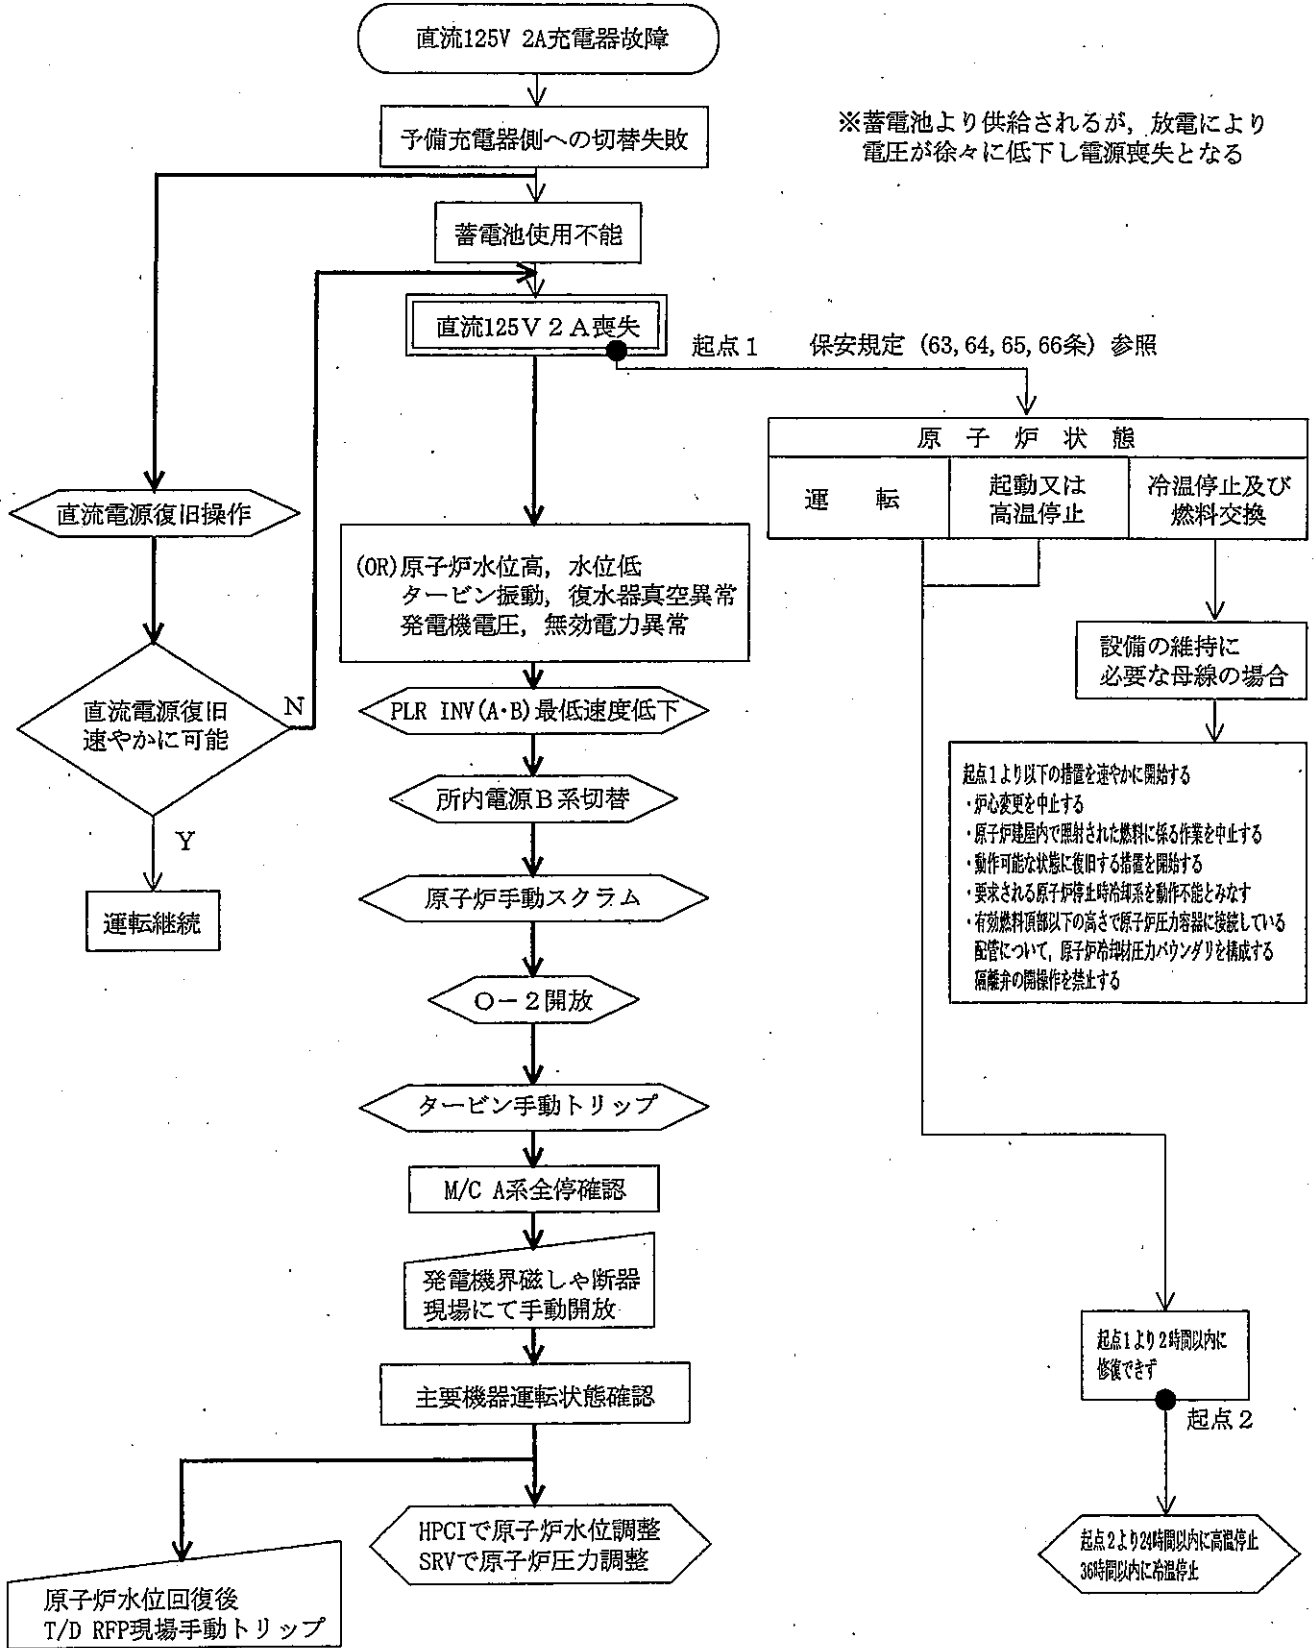 直流125V 2A充電器故障
予備充電器側への切替失敗
※蓄電池より供給されるが，放電により
電圧が徐々に低下し電源喪失となる
蓄電池使用不能
直流125V 2A喪失
起点1 保安規定 (63, 64, 65, 66条) 参照
原子炉状態
運転
起動又は
高温停止
冷温停止及び
燃料交換
直流電源復旧操作
(OR)原子炉水位高，水位低
タービン振動，復水器真空異常
発電機電圧，無効電力異常
設備の維持に
必要な母線の場合
直流電源復旧
速やかに可能
N
Y
運転継続
PLR INV(A・B)最低速度低下
所内電源B系切替
原子炉手動スクラム
O－2開放
タービン手動トリップ
M/C A系全停確認
発電機界磁しゃ断器
現場にて手動開放
主要機器運転状態確認
HPCIで原子炉水位調整
SRVで原子炉圧力調整
原子炉水位回復後
T/D RFP現場手動トリップ
起点1より以下の措置を速やかに開始する
・炉心変更を中止する
・原子炉建屋内で照射された燃料に係る作業を中止する
・動作可能な状態に復旧する措置を開始する
・要求される原子炉停止時冷却系を動作不能とみなす
・有効燃料頂部以下の高さで原子炉圧力容器に接続している
配管について，原子炉冷却材圧力バウンダリを構成する
隔離弁の開操作を禁止する
起点1より2時間以内に
修復できず
起点2
起点2より24時間以内に高温停止
36時間以内に冷温停止